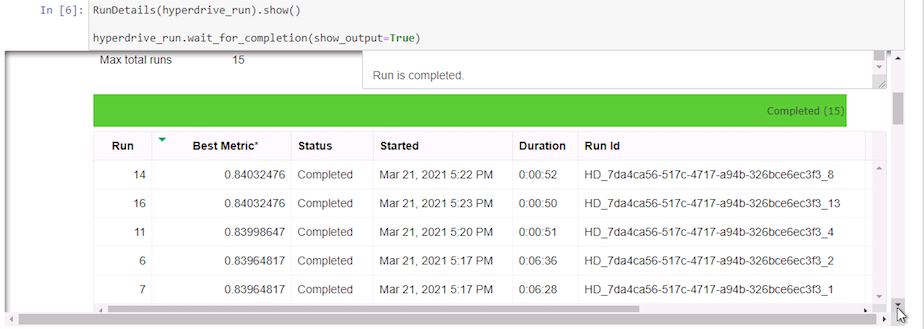 In [6]: RunDetails(hyperdrive_run).show()
hyperdrive_run.wait_for_completion(show_output=True)
Max total runs 15
Run is completed.
Completed (15)
Run Best Metric* Status Started Duration Run Id
14 0.84032476 Completed Mar 21, 2021 5:22 PM 0:00:52 HD_7da4ca56-517c-4717-a94b-326bce6ec3f3_8
16 0.84032476 Completed Mar 21, 2021 5:23 PM 0:00:50 HD_7da4ca56-517c-4717-a94b-326bce6ec3f3_13
11 0.83998647 Completed Mar 21, 2021 5:20 PM 0:00:51 HD_7da4ca56-517c-4717-a94b-326bce6ec3f3_4
6 0.83964817 Completed Mar 21, 2021 5:17 PM 0:06:36 HD_7da4ca56-517c-4717-a94b-326bce6ec3f3_2
7 0.83964817 Completed Mar 21, 2021 5:17 PM 0:06:28 HD_7da4ca56-517c-4717-a94b-326bce6ec3f3_1